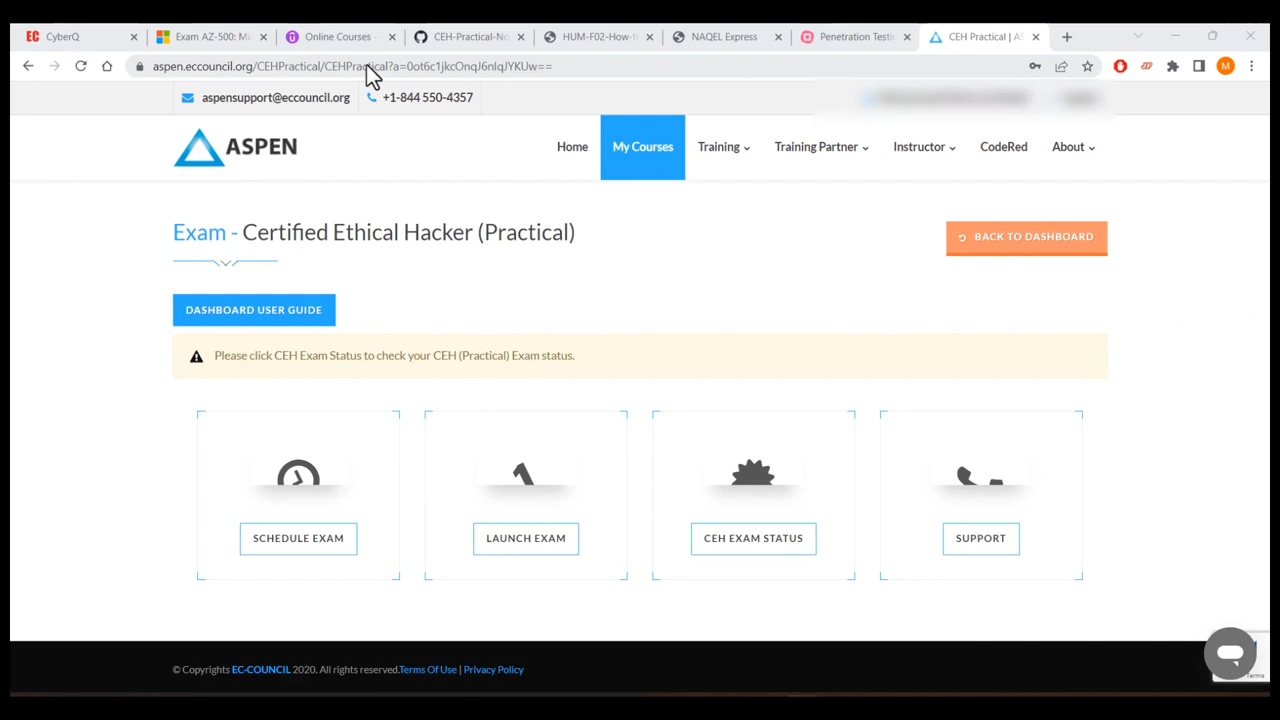 CyberQ
Exam AZ-500: Mi
Online Courses -
CEH-Practical-No
HUM-F02-How-t
NAQEL Express
Penetration Testin
CEH Practical | AS
aspen.eccouncil.org/CEHPractical/CEHPractical?a=0ot6c1jkcOnqJ6nIqJYKUw==
M
aspensupport@eccouncil.org
+1-844 550-4357
ASPEN
Home
My Courses
Training
Training Partner
Instructor
CodeRed
About
Exam - Certified Ethical Hacker (Practical)
BACK TO DASHBOARD
DASHBOARD USER GUIDE
Please click CEH Exam Status to check your CEH (Practical) Exam status.
SCHEDULE EXAM
LAUNCH EXAM
CEH EXAM STATUS
SUPPORT
© Copyrights EC-COUNCIL 2020. All rights reserved.Terms Of Use | Privacy Policy
Terms